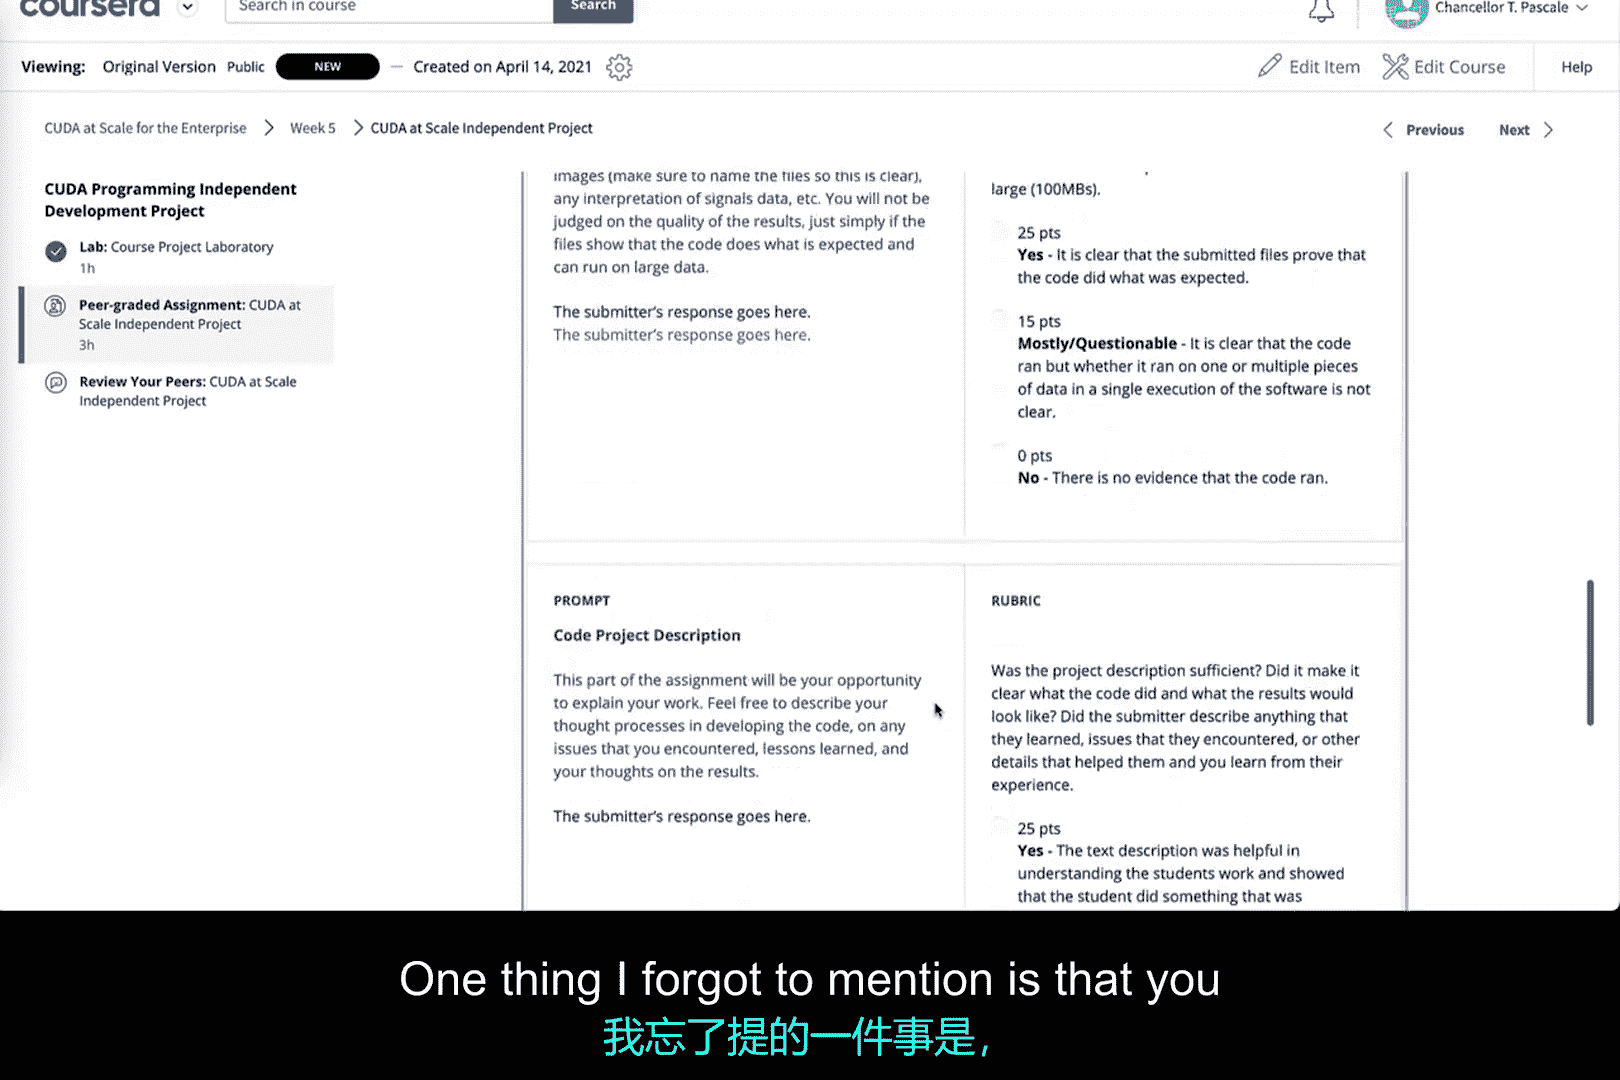 coursera
Search in course
Search
Chancellor T. Pascale
Viewing: Original Version Public NEW — Created on April 14, 2021
Edit Item
Edit Course
Help
CUDA at Scale for the Enterprise > Week 5 > CUDA at Scale Independent Project
Previous
Next
CUDA Programming Independent
Development Project
Lab: Course Project Laboratory
1h
Peer-graded Assignment: CUDA at
Scale Independent Project
3h
Review Your Peers: CUDA at Scale
Independent Project
images (make sure to name the files so this is clear),
any interpretation of signals data, etc. You will not be
judged on the quality of the results, just simply if the
files show that the code does what is expected and
can run on large data.
The submitter's response goes here.
The submitter's response goes here.
large (100MBs).
25 pts
Yes - It is clear that the submitted files prove that
the code did what was expected.
15 pts
Mostly/Questionable - It is clear that the code
ran but whether it ran on one or multiple pieces
of data in a single execution of the software is not
clear.
0 pts
No - There is no evidence that the code ran.
PROMPT
Code Project Description
This part of the assignment will be your opportunity
to explain your work. Feel free to describe your
thought processes in developing the code, on any
issues that you encountered, lessons learned, and
your thoughts on the results.
The submitter's response goes here.
RUBRIC
Was the project description sufficient? Did it make it
clear what the code did and what the results would
look like? Did the submitter describe anything that
they learned, issues that they encountered, or other
details that helped them and you learn from their
experience.
25 pts
Yes - The text description was helpful in
understanding the students work and showed
that the student did something that was
One thing I forgot to mention is that you
我忘了提的一件事是，